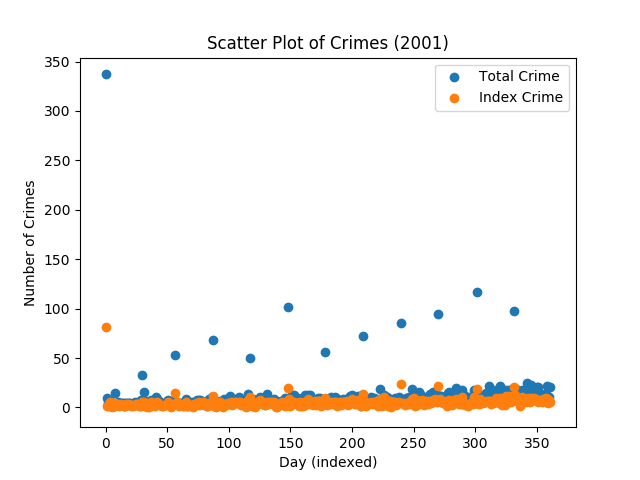 Scatter Plot of Crimes (2001)
Total Crime
Index Crime
350
300
250
200
150
100
50
0
Number of Crimes
0 50 100 150 200 250 300 350
Day (indexed)